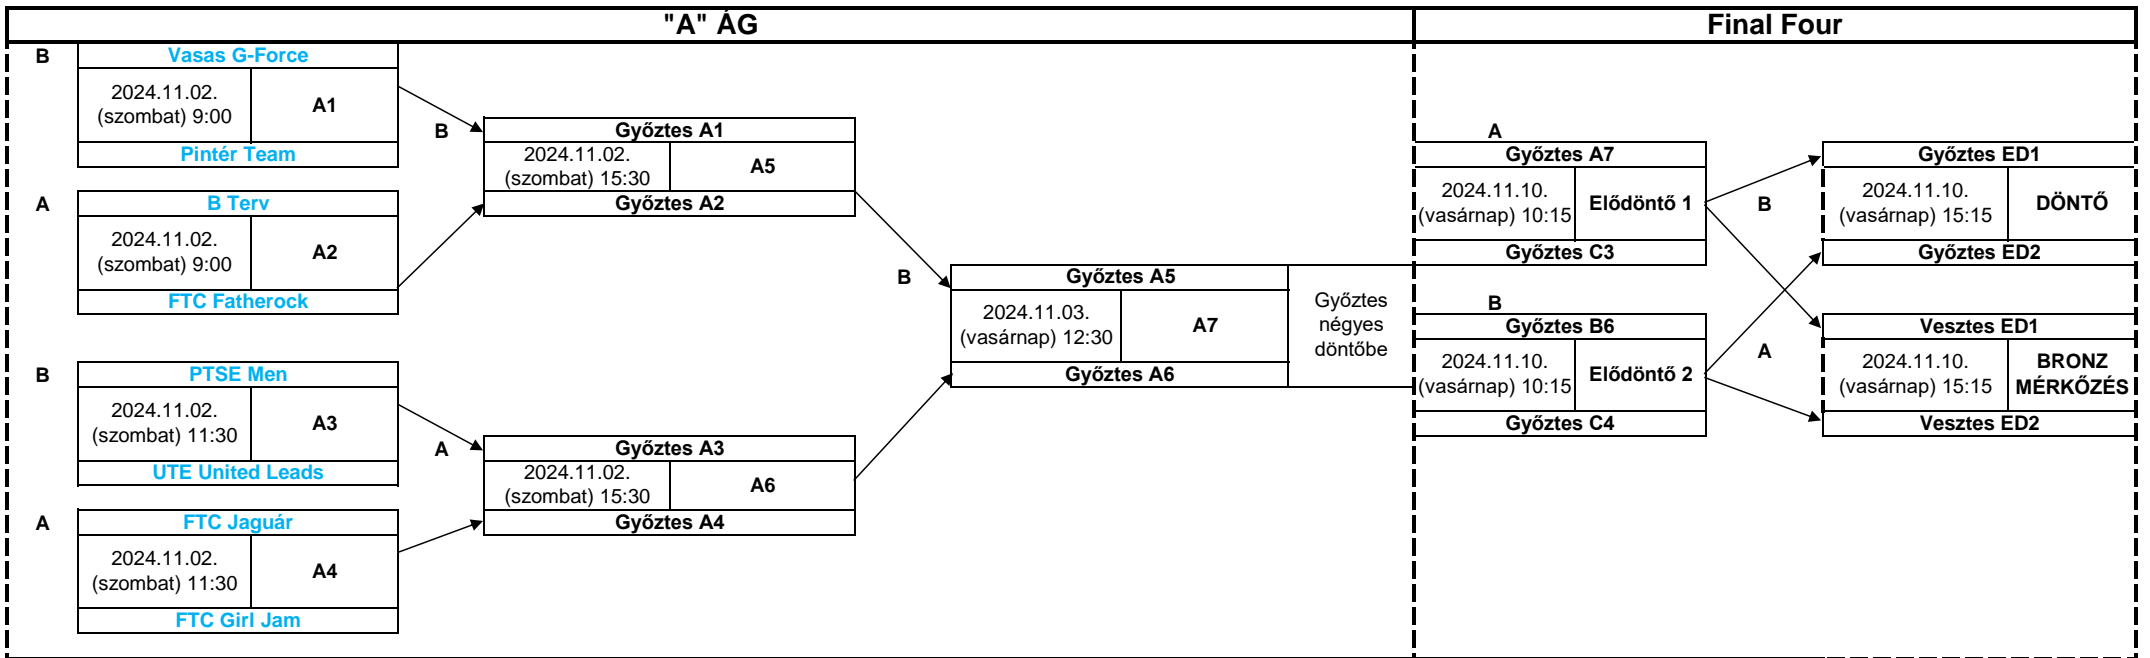 "A" ÁG
Final Four
B
Vasas G-Force
2024.11.02.
(szombat) 9:00
A1
Pintér Team
A
B Terv
2024.11.02.
(szombat) 9:00
A2
FTC Fatherock
B
PTSE Men
2024.11.02.
(szombat) 11:30
A3
UTE United Leads
A
FTC Jaguár
2024.11.02.
(szombat) 11:30
A4
FTC Girl Jam
B
Győztes A1
2024.11.02.
(szombat) 15:30
A5
Győztes A2
A
Győztes A3
2024.11.02.
(szombat) 15:30
A6
Győztes A4
B
Győztes A5
2024.11.03.
(vasárnap) 12:30
A7
Győztes A6
Győztes
négyes
döntőbe
A
Győztes A7
2024.11.10.
(vasárnap) 10:15
Elődöntő 1
Győztes C3
B
Győztes B6
2024.11.10.
(vasárnap) 10:15
Elődöntő 2
Győztes C4
B
Győztes ED1
2024.11.10.
(vasárnap) 15:15
DÖNTŐ
Győztes ED2
A
Vesztes ED1
2024.11.10.
(vasárnap) 15:15
BRONZ
MÉRKŐZÉS
Vesztes ED2